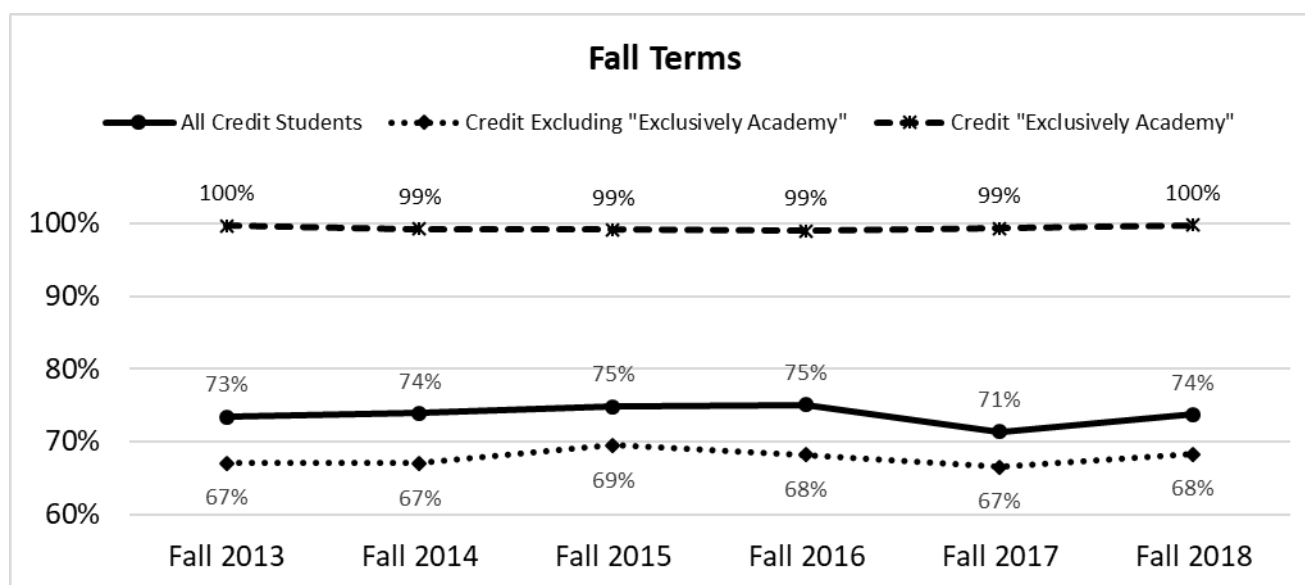 Fall Terms
All Credit Students Credit Excluding "Exclusively Academy" Credit "Exclusively Academy"
100% 99% 99% 99% 99% 100%
100%
90%
80%
73% 74% 75% 75% 71% 74%
70%
67% 67% 69% 68% 67% 68%
60%
Fall 2013 Fall 2014 Fall 2015 Fall 2016 Fall 2017 Fall 2018